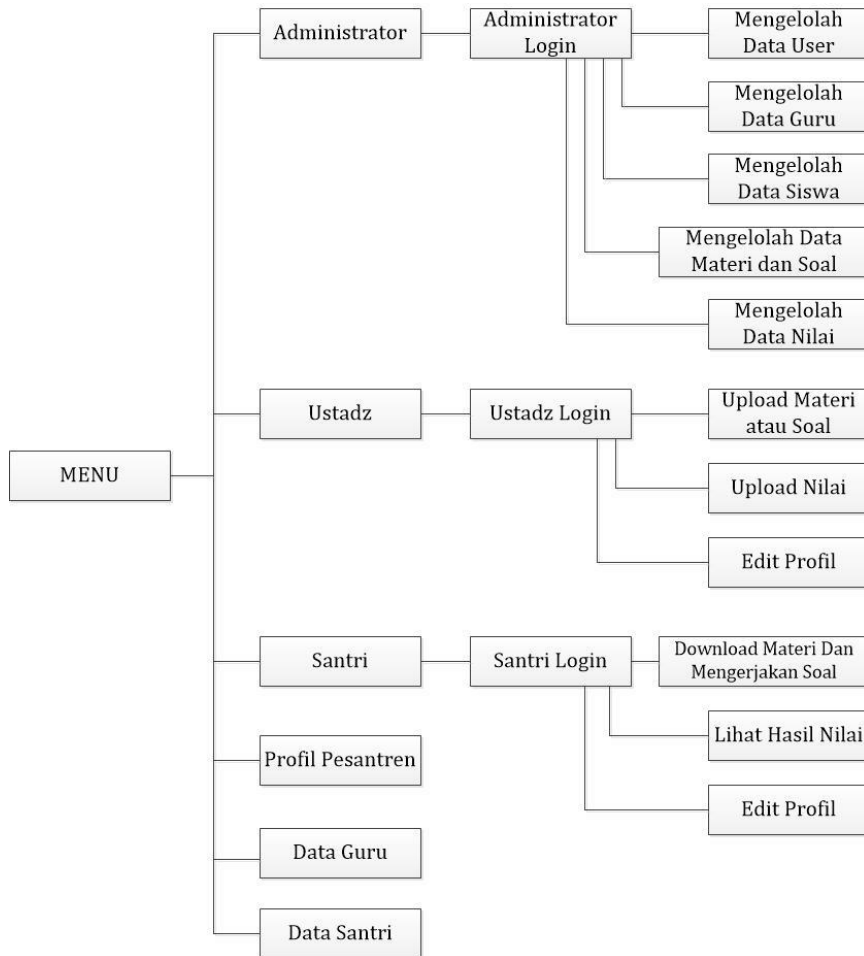 Administrator
Administrator
Login
Mengelolah
Data User
Mengelolah
Data Guru
Mengelolah
Data Siswa
Mengelolah Data
Materi dan Soal
Mengelolah
Data Nilai
Ustadz
Ustadz Login
Upload Materi
atau Soal
MENU
Upload Nilai
Edit Profil
Santri
Santri Login
Download Materi Dan
Mengerjakan Soal
Profil Pesantren
Lihat Hasil Nilai
Edit Profil
Data Guru
Data Santri